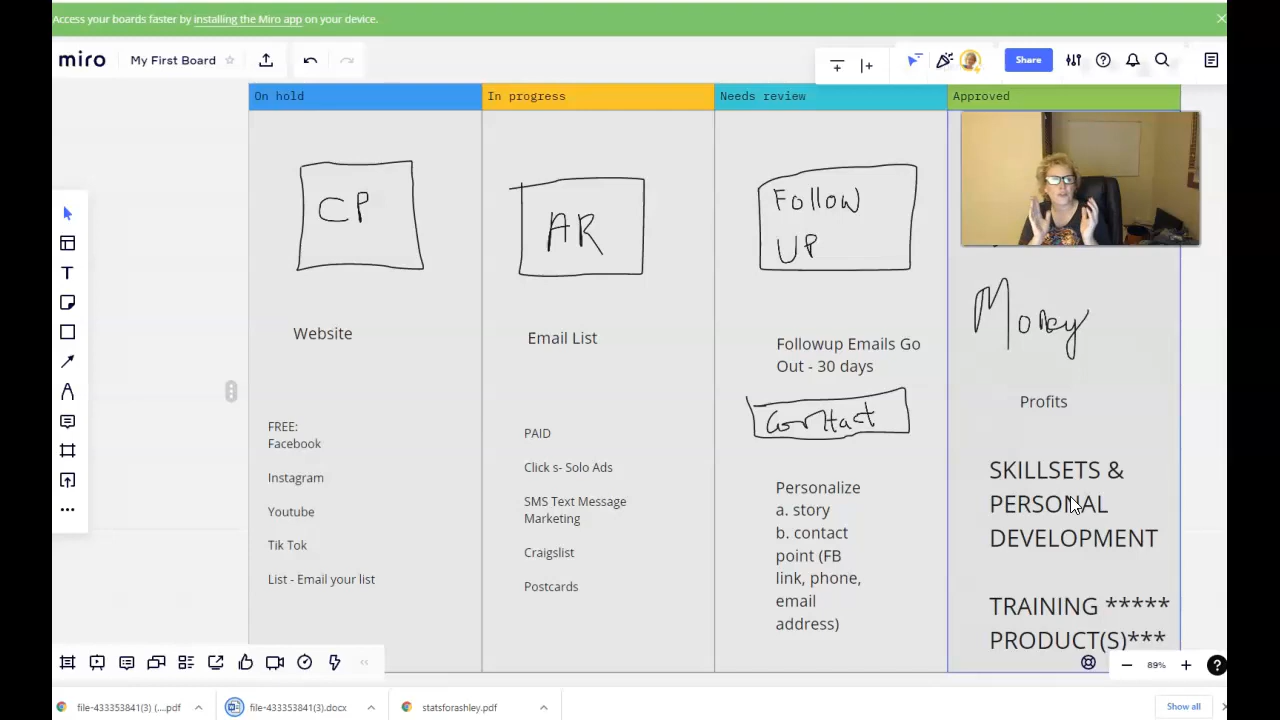 Access your boards faster by installing the Miro app on your device.
miro My First Board Share
On hold In progress Needs review Approved
CP
AR
Follow
UP
Money
Website
Email List
Followup Emails Go
Out - 30 days
Contact
Profits
FREE:
Facebook
Instagram
Youtube
Tik Tok
List - Email your list
PAID
Click s- Solo Ads
SMS Text Message
Marketing
Craigslist
Postcards
Personalize
a. story
b. contact
point (FB
link, phone,
email
address)
SKILLSETS &
PERSONAL
DEVELOPMENT
TRAINING *****
PRODUCT(S)***
89%
file-433353841(3) (....pdf file-433353841(3).docx statsforashley.pdf Show all